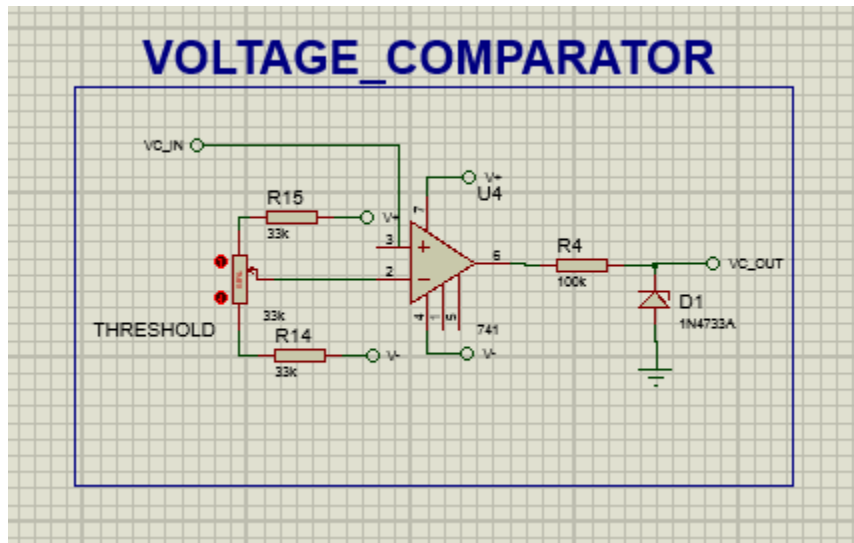 VOLTAGE_COMPARATOR
VC_IN
V+
U4
7
R15
V+
33k
3
2
6
R4
100k
VC_OUT
D1
1N4733A
THRESHOLD
33k
R14
33k
V-
4
1
5
741
V-